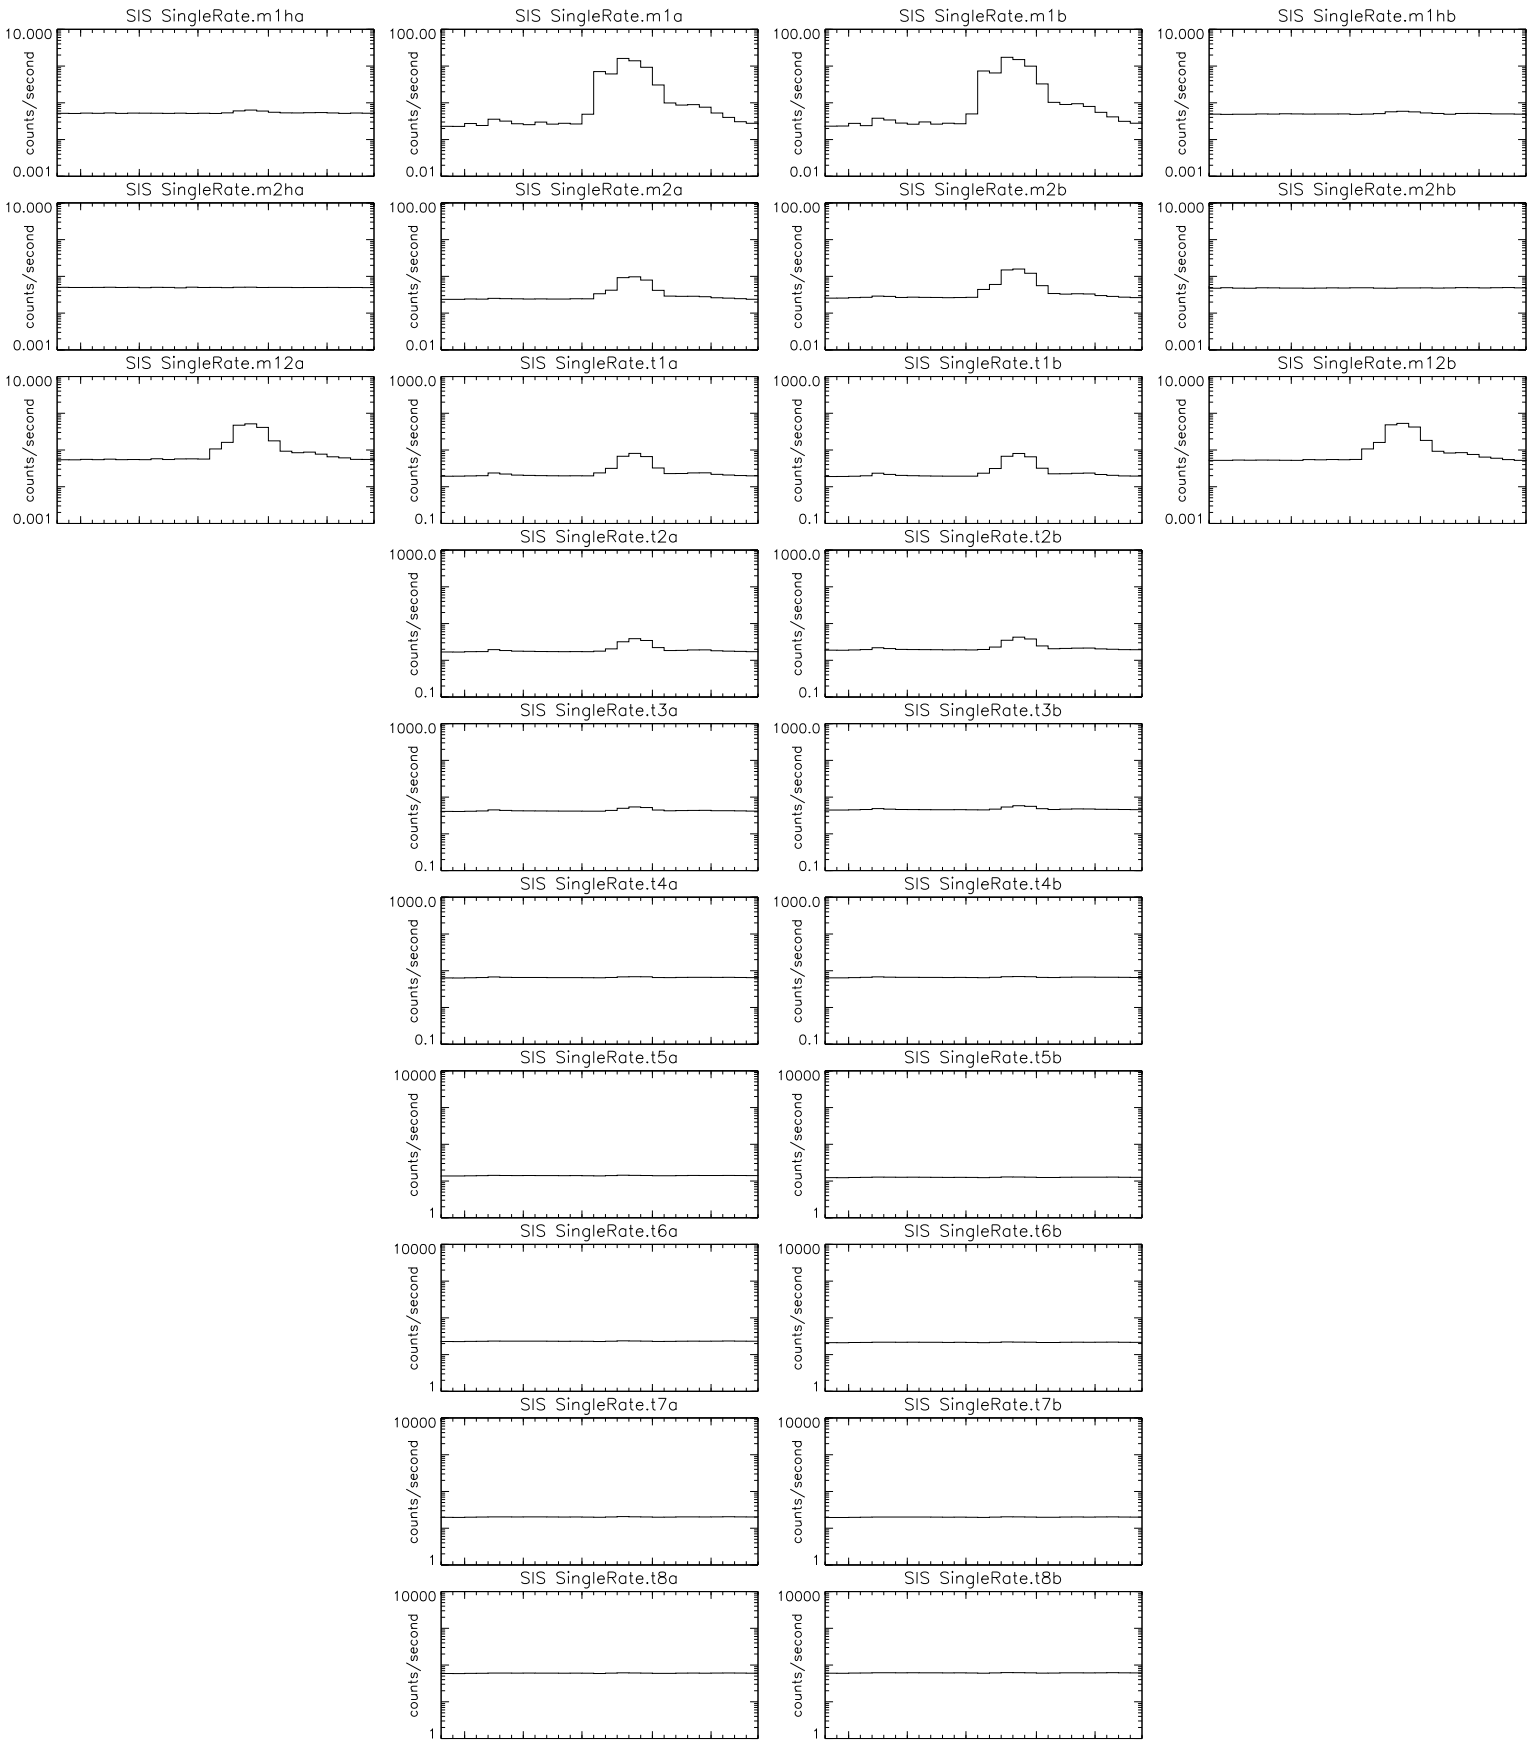 SIS SingleRate.m1ha
10.000
counts/second
0.001
SIS SingleRate.m1a
100.00
counts/second
0.01
SIS SingleRate.m1b
100.00
counts/second
0.01
SIS SingleRate.m1hb
10.000
counts/second
0.001
SIS SingleRate.m2ha
10.000
counts/second
0.001
SIS SingleRate.m2a
100.00
counts/second
0.01
SIS SingleRate.m2b
100.00
counts/second
0.01
SIS SingleRate.m2hb
10.000
counts/second
0.001
SIS SingleRate.m12a
10.000
counts/second
0.001
SIS SingleRate.t1a
1000.0
counts/second
0.1
SIS SingleRate.t1b
1000.0
counts/second
0.1
SIS SingleRate.m12b
10.000
counts/second
0.001
SIS SingleRate.t2a
1000.0
counts/second
0.1
SIS SingleRate.t2b
1000.0
counts/second
0.1
SIS SingleRate.t3a
1000.0
counts/second
0.1
SIS SingleRate.t3b
1000.0
counts/second
0.1
SIS SingleRate.t4a
1000.0
counts/second
0.1
SIS SingleRate.t4b
1000.0
counts/second
0.1
SIS SingleRate.t5a
10000
counts/second
1
SIS SingleRate.t5b
10000
counts/second
1
SIS SingleRate.t6a
10000
counts/second
1
SIS SingleRate.t6b
10000
counts/second
1
SIS SingleRate.t7a
10000
counts/second
1
SIS SingleRate.t7b
10000
counts/second
1
SIS SingleRate.t8a
10000
counts/second
1
SIS SingleRate.t8b
10000
counts/second
1